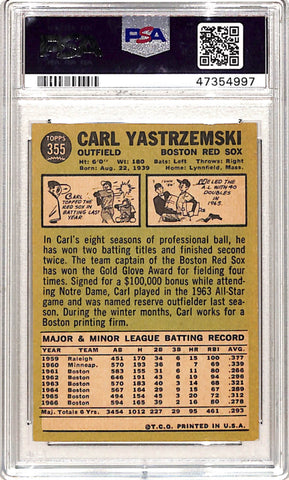 PSA
47354997
TOPPS
355
CARL YASTRZEMSKI
OUTFIELD BOSTON RED SOX
Ht: 6'0" Wt: 180 Bats: Left Throws: Right
Born: Aug. 22, 1939 Home: Lynnfield, Mass.
CARL TOPPED THE RED SOX IN BATTING LAST YEAR
HE LED THE A-L WITH 40 DOUBLES IN 1963.
In Carl's eight seasons of professional ball, he
has won two batting titles and finished second
twice. The team captain of the Boston Red Sox
has won the Gold Glove Award for fielding four
times. Signed for a $100,000 bonus while
attending Notre Dame, Carl played in the 1963 All-Star
game and was named reserve outfielder last season.
During the winter months, Carl works for a
Boston printing firm.
MAJOR & MINOR LEAGUE BATTING RECORD
YEAR TEAM AB H 2B 3B HR RBI AVG.
1959 Raleigh 451 170 34 6 15 100 .377
1960 Minneap. 570 193 36 8 7 69 .339
1961 Boston 583 155 31 6 11 80 .266
1962 Boston 646 191 43 6 19 94 .296
1963 Boston 570 183 40 3 14 68 .321
1964 Boston 567 164 29 9 15 67 .289
1965 Boston 494 154 45 3 20 72 .312
1966 Boston 594 165 39 2 16 80 .278
Maj. Totals 6 Yrs. 3454 1012 227 29 95 461 .293
©T.C.G. PRINTED IN U.S.A.